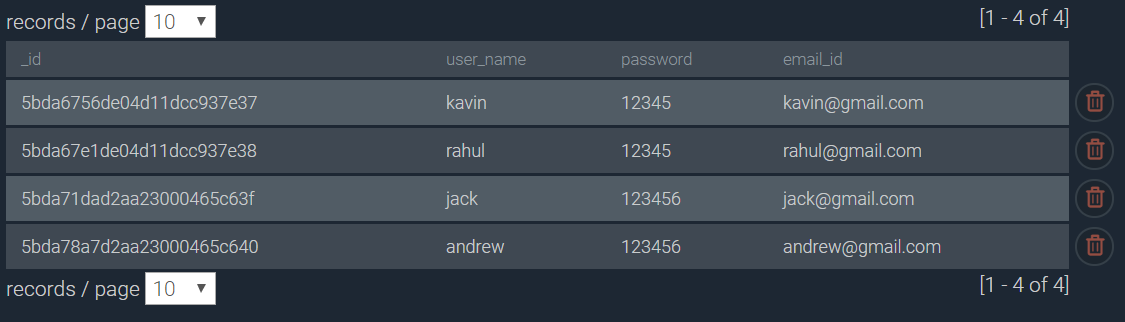 records / page 10 ▼ [1 - 4 of 4]
_id user_name password email_id
5bda6756de04d11dcc937e37 kavin 12345 kavin@gmail.com
5bda67e1de04d11dcc937e38 rahul 12345 rahul@gmail.com
5bda71dad2aa23000465c63f jack 123456 jack@gmail.com
5bda78a7d2aa23000465c640 andrew 123456 andrew@gmail.com
records / page 10 ▼ [1 - 4 of 4]